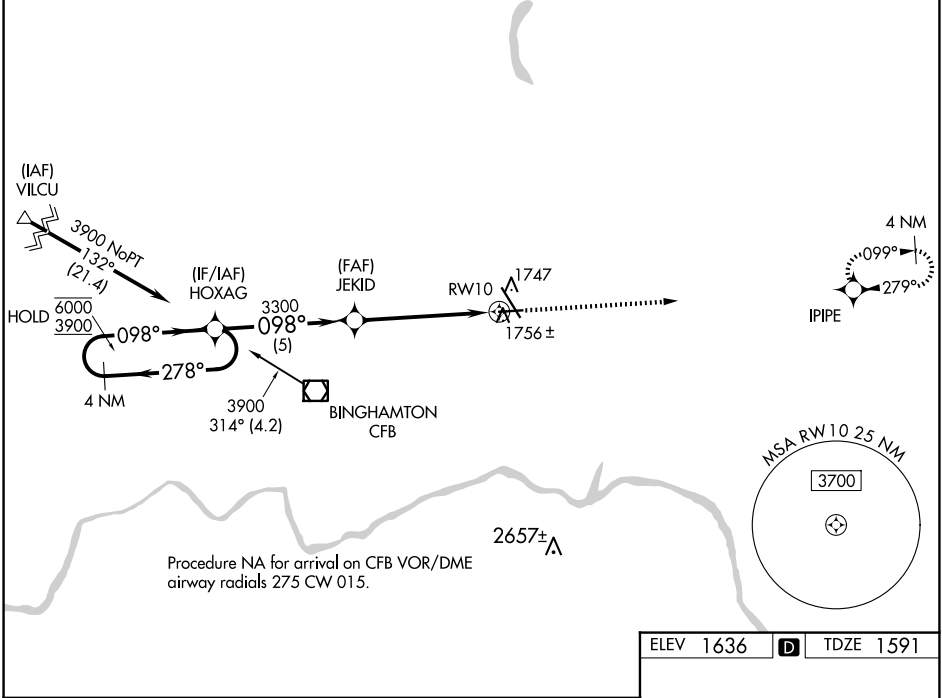 (IAF)
VILCU
3900 NoPT
132°
(21.4)
(IF/IAF)
HOXAG
(FAF)
JEKID
3300
098°
(5)
HOLD
6000
3900
098°
278°
4 NM
3900
314° (4.2)
BINGHAMTON
CFB
RW10
1747
1756 ±
4 NM
099°
279°
IPIPE
MSA RW10 25 NM
3700
2657±
Procedure NA for arrival on CFB VOR/DME
airway radials 275 CW 015.
ELEV 1636 D TDZE 1591